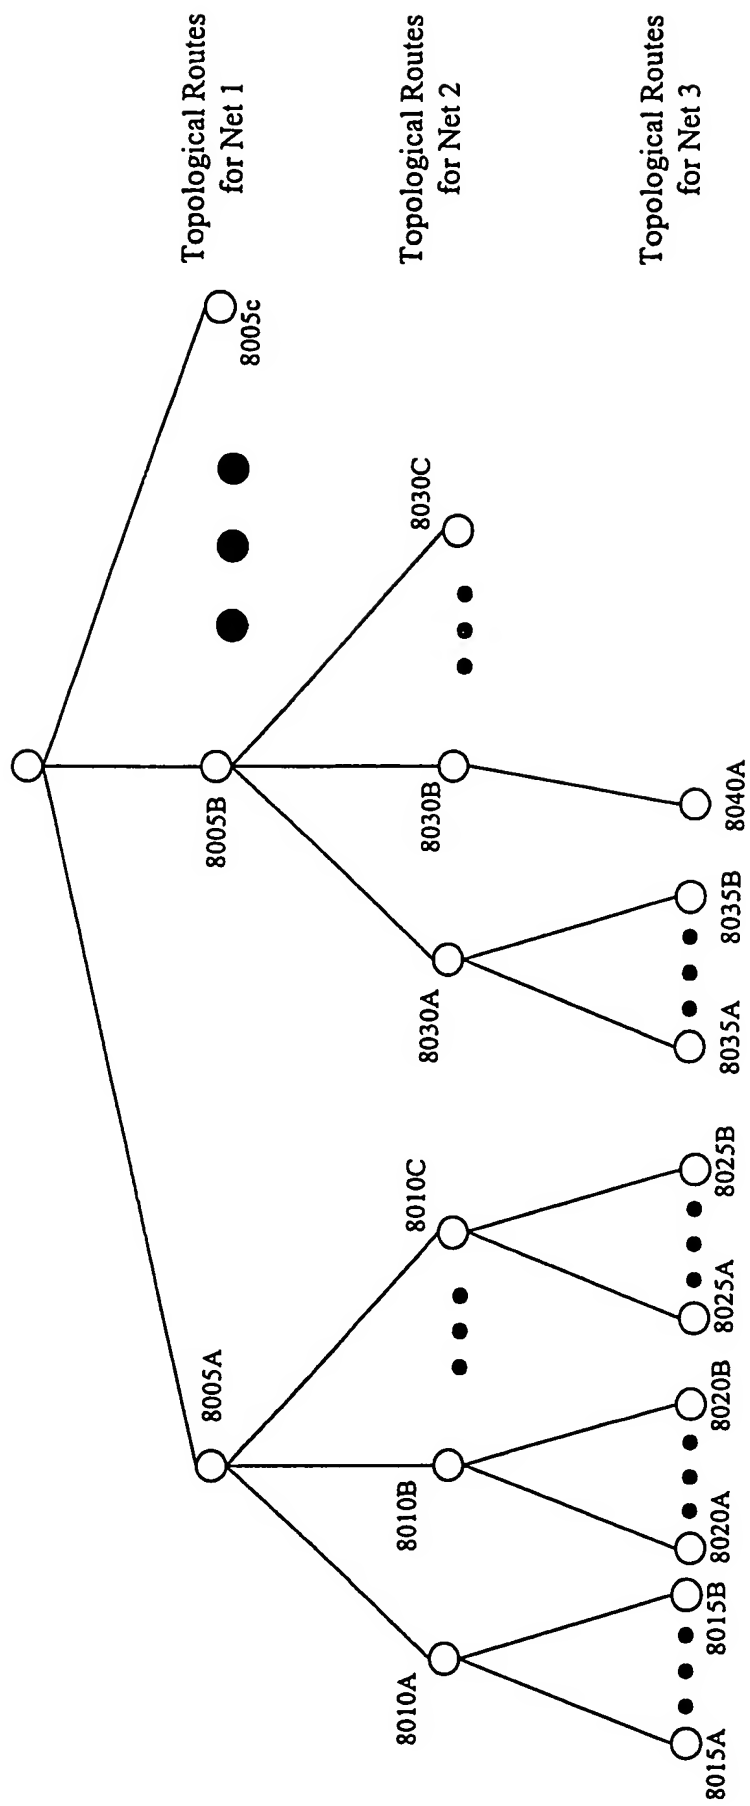 Topological Routes
for Net 1
8005A
8005B
8005c
Topological Routes
for Net 2
8010A
8010B
8010C
8030A
8030B
8030C
Topological Routes
for Net 3
8015A
8015B
8020A
8020B
8025A
8025B
8035A
8035B
8040A